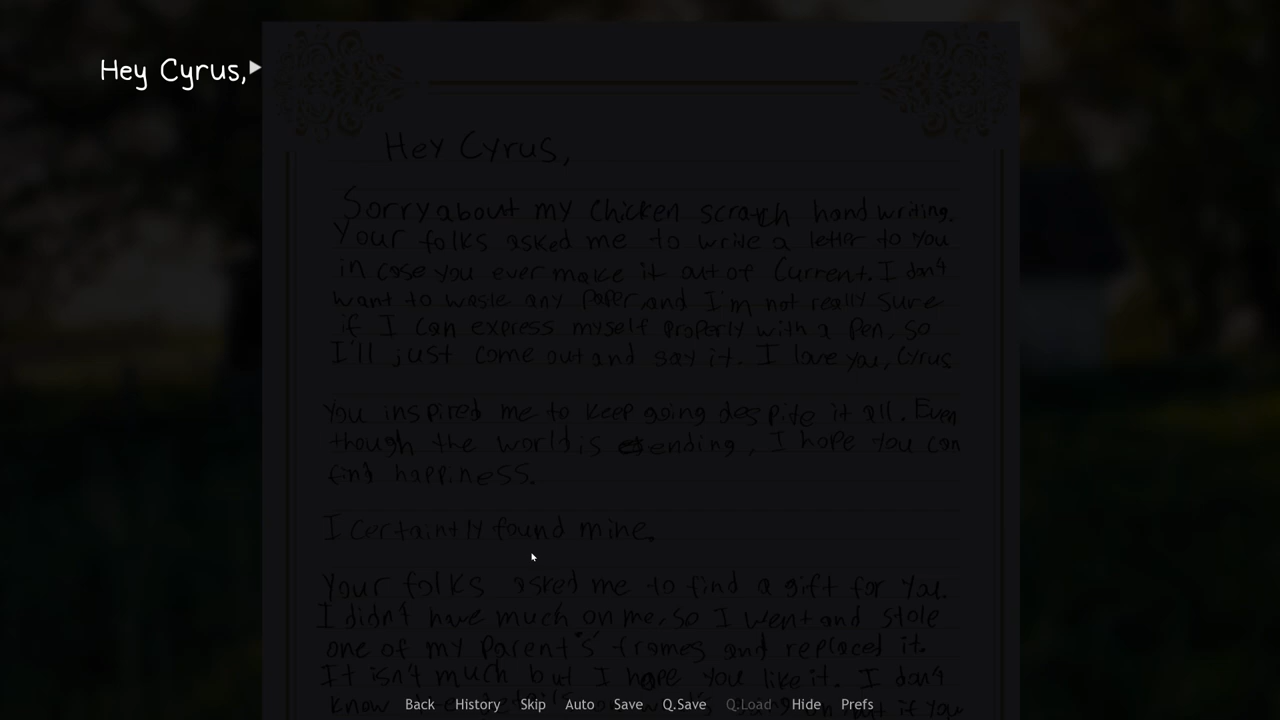 Hey Cyrus,
Hey Cyrus,
Sorry about my chicken scratch hand writing.
Your folks asked me to write a letter to you
in case you ever make it out of Current. I don't
want to waste any paper and I'm not really sure
if I can express myself properly with a pen, so
I'll just come out and say it. I love you, Cyrus
You inspired me to keep going despite it all. Even
though the world is ending, I hope you can
find happiness.
I certaintly found mine.
Your folks asked me to find a gift for you.
I didn't have much on me, so I went and stole
one of my parent's' frames and replaced it.
It isn't much but I hope you like it. I don't
know if you
Back History Skip Auto Save Q.Save Q.Load Hide Prefs